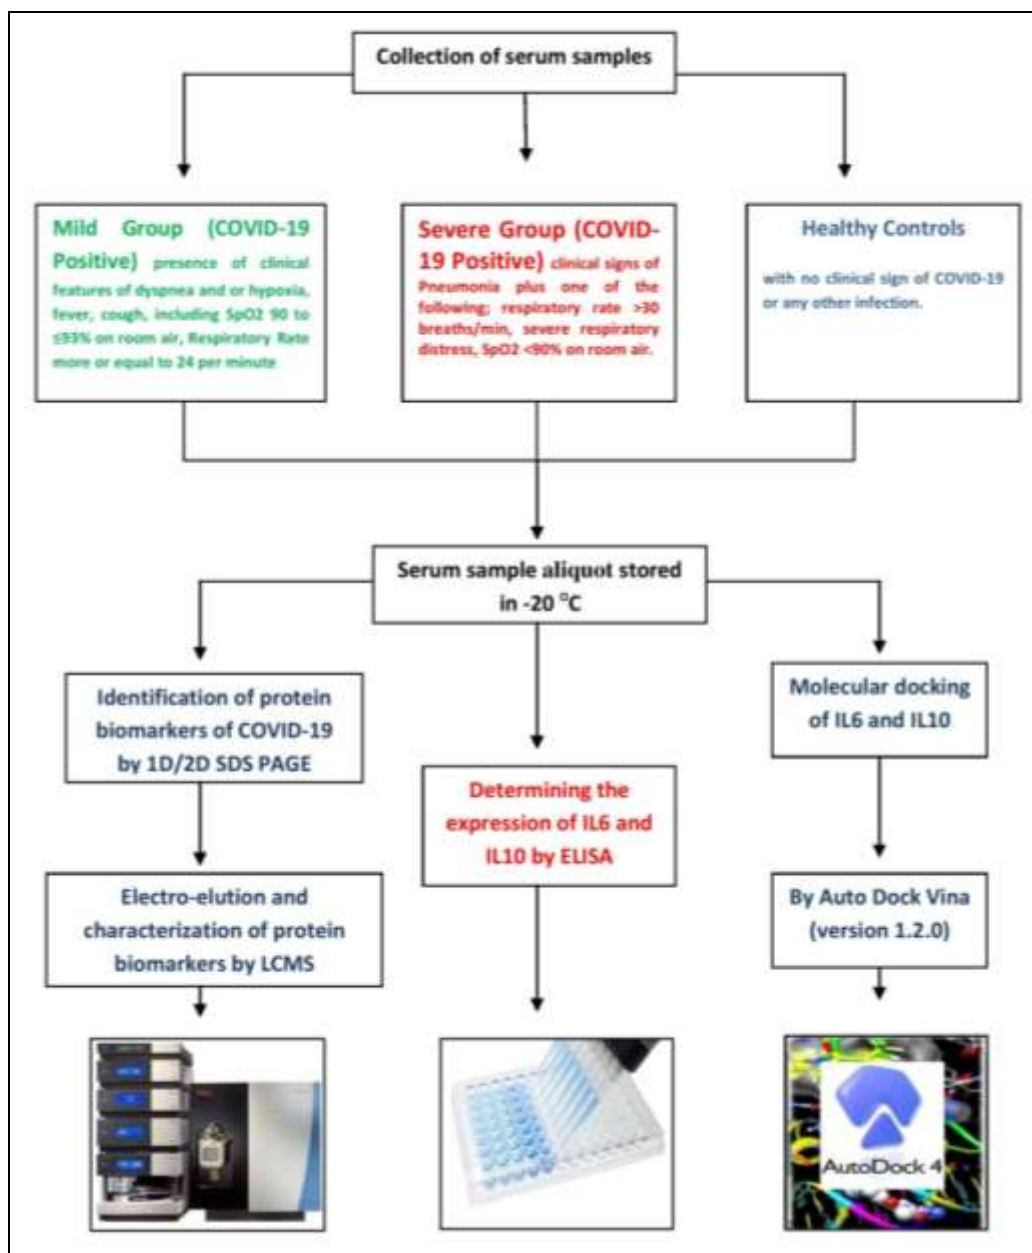 Collection of serum samples
Mild Group (COVID-19
Positive) presence of clinical
features of dyspnea and or hypoxia,
fever, cough, including SpO2 90 to
≤93% on room air, Respiratory Rate
more or equal to 24 per minute
Severe Group (COVID-
19 Positive) clinical signs of
Pneumonia plus one of the
following; respiratory rate >30
breaths/min, severe respiratory
distress, SpO2 <90% on room air.
Healthy Controls
with no clinical sign of COVID-19
or any other infection.
Serum sample aliquot stored
in -20 °C
Identification of protein
biomarkers of COVID-19
by 1D/2D SDS PAGE
Determining the
expression of IL6 and
IL10 by ELISA
Molecular docking
of IL6 and IL10
Electro-elution and
characterization of protein
biomarkers by LCMS
By Auto Dock Vina
(version 1.2.0)
AutoDock 4